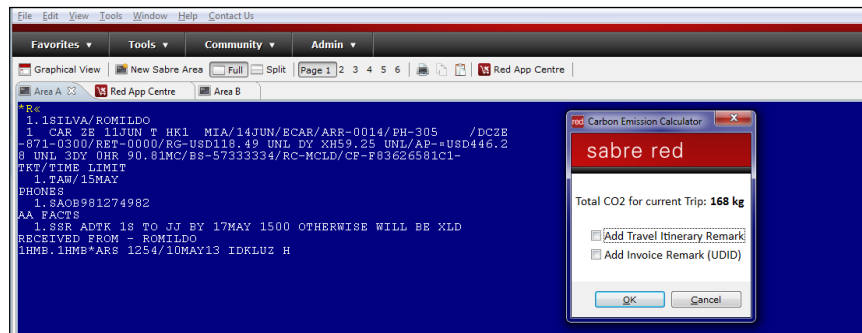 File Edit View Tools Window Help Contact Us
Favorites ▾ Tools ▾ Community ▾ Admin ▾
Graphical View New Sabre Area Full Split Page 1 2 3 4 5 6 Red App Centre
Area A Red App Centre Area B
*R«
1.1SILVA/ROMILDO
1 CAR ZE 11JUN T HK1 MIA/14JUN/ECAR/ARR-0014/PH-305 /DCZE
-871-0300/RET-0000/RG-USD118.49 UNL DY XH59.25 UNL/AP-¤USD446.2
8 UNL 3DY 0HR 90.81MC/BS-57333334/RC-MCLD/CF-F83626581C1-
TKT/TIME LIMIT
1.TAW/15MAY
PHONES
1.SAOB981274982
AA FACTS
1.SSR ADTK 1S TO JJ BY 17MAY 1500 OTHERWISE WILL BE XLD
RECEIVED FROM - ROMILDO
1HMB.1HMB*ARS 1254/10MAY13 IDKLUZ H
red Carbon Emission Calculator
sabre red
Total CO2 for current Trip: 168 kg
Add Travel Itinerary Remark
Add Invoice Remark (UDID)
OK Cancel